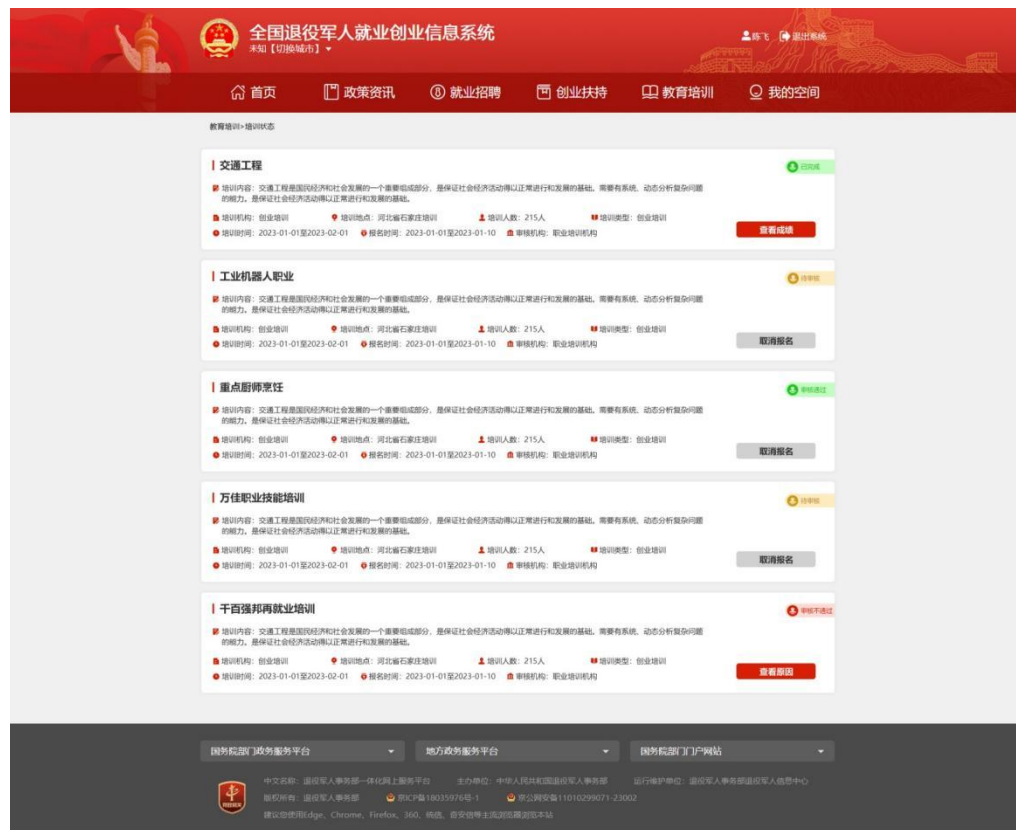 全国退役军人就业创业信息系统
未知【切换城市】
陈飞 退出系统
首页 政策资讯 就业招聘 创业扶持 教育培训 我的空间
教育培训>培训状态
交通工程
已完成
培训内容：交通工程是国民经济和社会发展的一个重要组成部分，是保证社会经济活动得以正常进行和发展的基础。需要有系统、动态分析复杂问题
的能力。是保证社会经济活动得以正常进行和发展的基础。
培训机构：创业培训 培训地点：河北省石家庄培训 培训人数：215人 培训类型：创业培训
培训时间：2023-01-01至2023-02-01 报名时间：2023-01-01至2023-01-10 审核机构：职业培训机构
查看成绩
工业机器人职业
待审核
培训内容：交通工程是国民经济和社会发展的一个重要组成部分，是保证社会经济活动得以正常进行和发展的基础。需要有系统、动态分析复杂问题
的能力。是保证社会经济活动得以正常进行和发展的基础。
培训机构：创业培训 培训地点：河北省石家庄培训 培训人数：215人 培训类型：创业培训
培训时间：2023-01-01至2023-02-01 报名时间：2023-01-01至2023-01-10 审核机构：职业培训机构
取消报名
重点厨师烹饪
审核通过
培训内容：交通工程是国民经济和社会发展的一个重要组成部分，是保证社会经济活动得以正常进行和发展的基础。需要有系统、动态分析复杂问题
的能力。是保证社会经济活动得以正常进行和发展的基础。
培训机构：创业培训 培训地点：河北省石家庄培训 培训人数：215人 培训类型：创业培训
培训时间：2023-01-01至2023-02-01 报名时间：2023-01-01至2023-01-10 审核机构：职业培训机构
取消报名
万佳职业技能培训
待审核
培训内容：交通工程是国民经济和社会发展的一个重要组成部分，是保证社会经济活动得以正常进行和发展的基础。需要有系统、动态分析复杂问题
的能力。是保证社会经济活动得以正常进行和发展的基础。
培训机构：创业培训 培训地点：河北省石家庄培训 培训人数：215人 培训类型：创业培训
培训时间：2023-01-01至2023-02-01 报名时间：2023-01-01至2023-01-10 审核机构：职业培训机构
取消报名
千百强邦再就业培训
审核不通过
培训内容：交通工程是国民经济和社会发展的一个重要组成部分，是保证社会经济活动得以正常进行和发展的基础。需要有系统、动态分析复杂问题
的能力。是保证社会经济活动得以正常进行和发展的基础。
培训机构：创业培训 培训地点：河北省石家庄培训 培训人数：215人 培训类型：创业培训
培训时间：2023-01-01至2023-02-01 报名时间：2023-01-01至2023-01-10 审核机构：职业培训机构
查看原因
国务院部门政务服务平台 地方政务服务平台 国务院部门门户网站
中文名称：退役军人事务部一体化网上服务平台 主办单位：中华人民共和国退役军人事务部 运行维护单位：退役军人事务部退役军人信息中心
版权所有：退役军人事务部 京ICP备18035976号-1 京公网安备11010299071-23002
建议您使用Edge、Chrome、Firefox、360、统信、奇安信等主流浏览器浏览本站